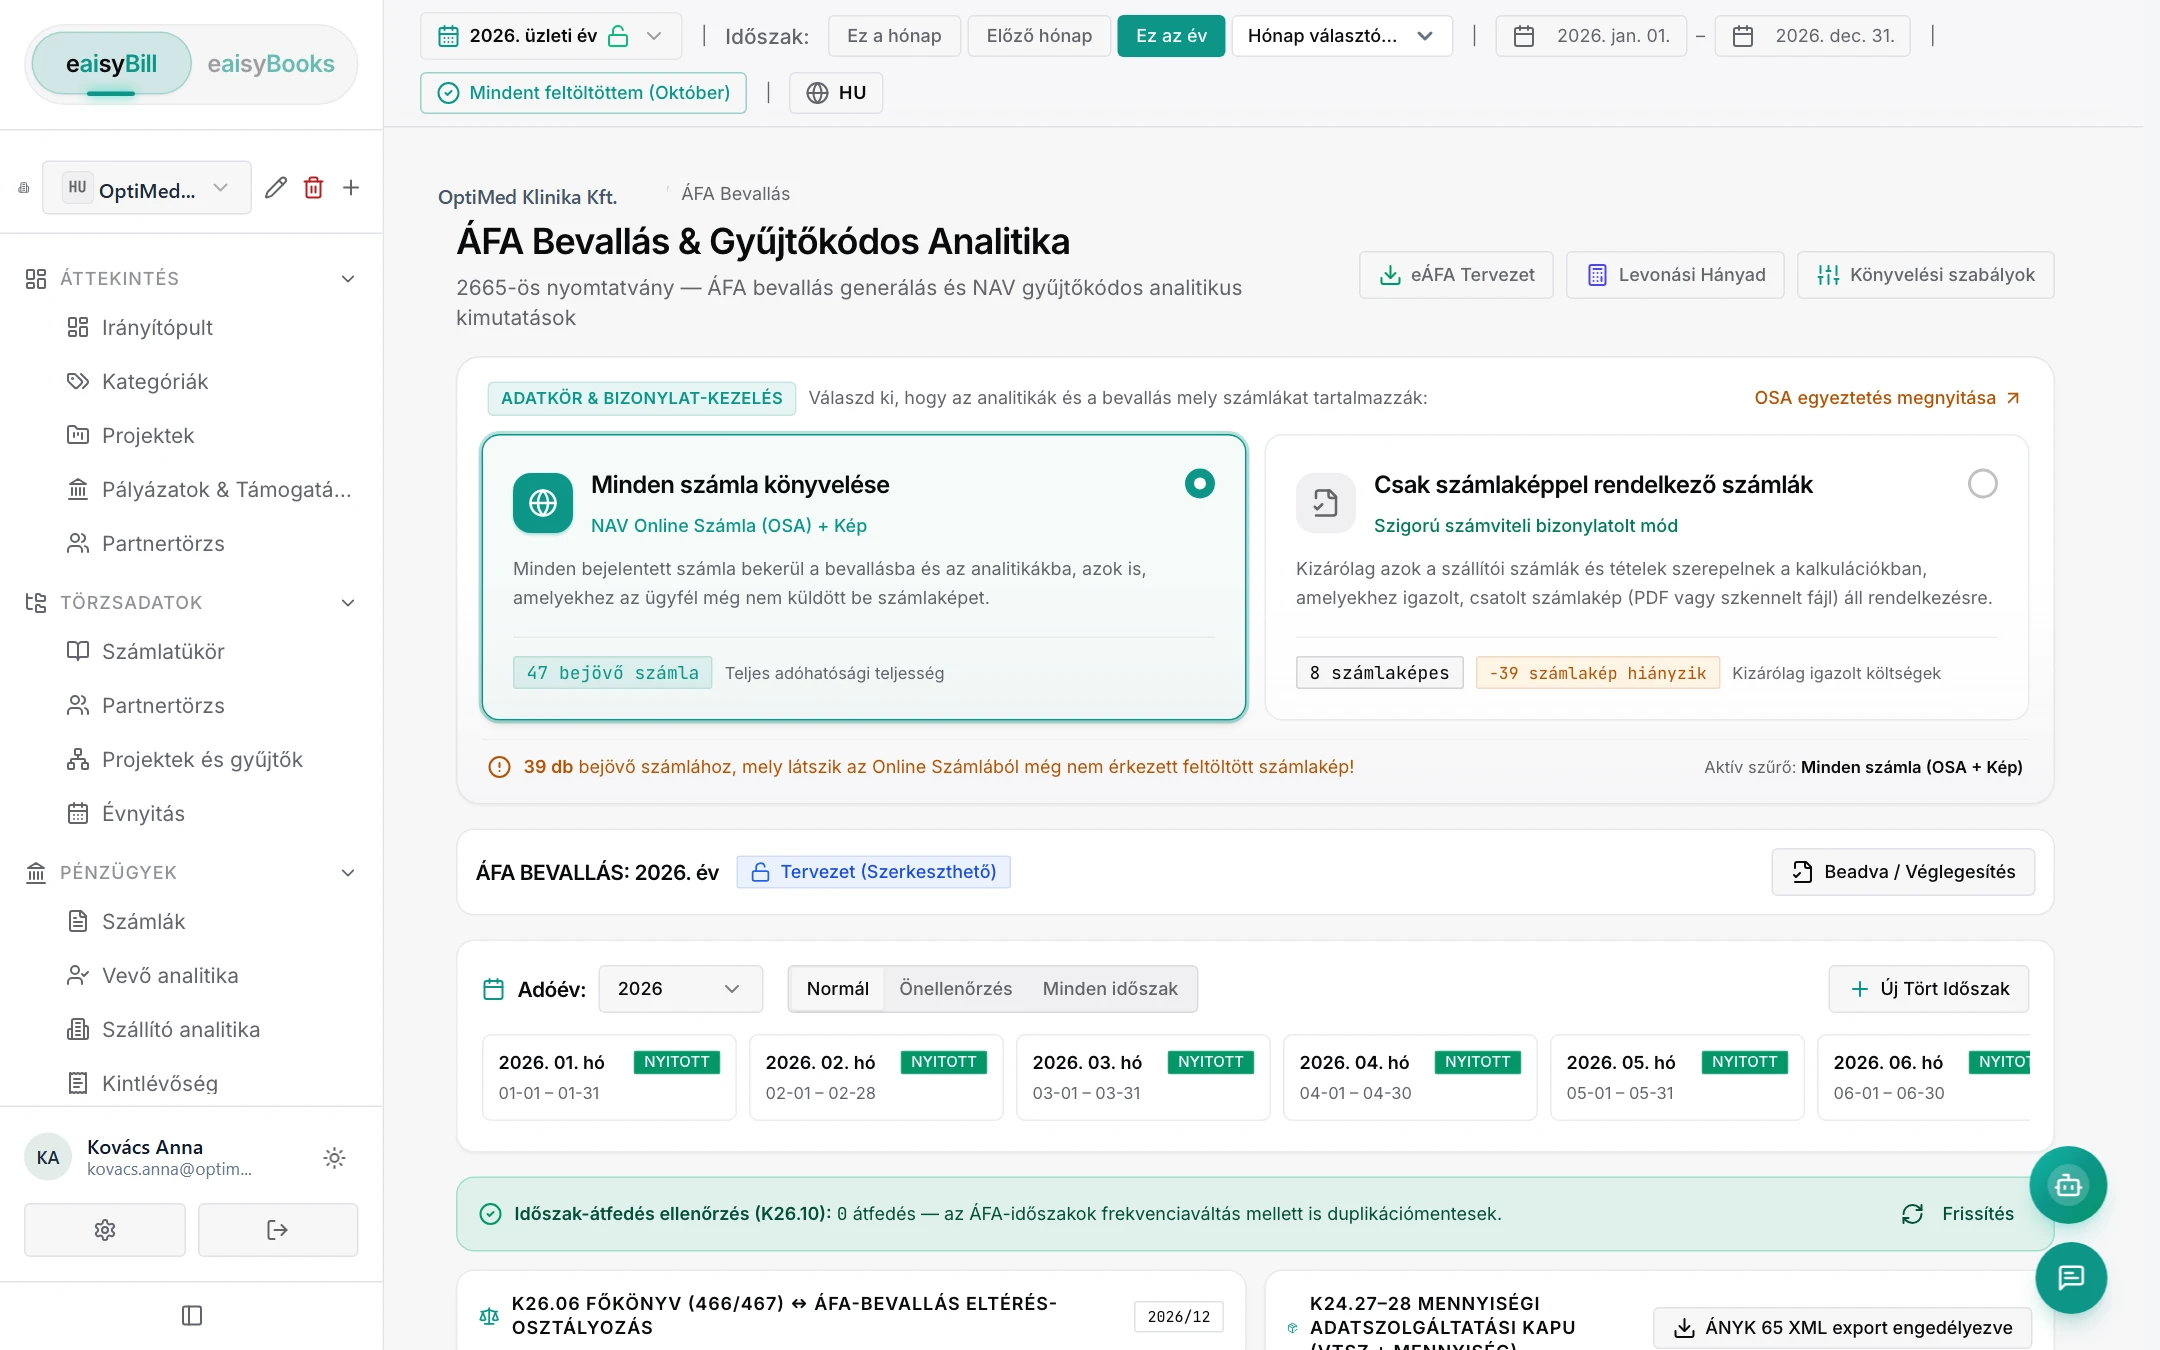 eaisyBill
eaisyBooks
2026. üzleti év
Időszak:
Ez a hónap
Előző hónap
Ez az év
Hónap választó...
2026. jan. 01.
–
2026. dec. 31.
Mindent feltöltöttem (Október)
HU
HU OptiMed...
ÁTTEKINTÉS
Irányítópult
Kategóriák
Projektek
Pályázatok & Támogatá...
Partnertörzs
TÖRZSADATOK
Számlatükör
Partnertörzs
Projektek és gyűjtők
Évnyitás
PÉNZÜGYEK
Számlák
Vevő analitika
Szállító analitika
Kintlévőség
KA
Kovács Anna
kovacs.anna@optim...
OptiMed Klinika Kft.
/ ÁFA Bevallás
ÁFA Bevallás & Gyűjtőkódos Analitika
2665-ös nyomtatvány — ÁFA bevallás generálás és NAV gyűjtőkódos analitikus
kimutatások
eÁFA Tervezet
Levonási Hányad
Könyvelési szabályok
ADATKÖR & BIZONYLAT-KEZELÉS
Válaszd ki, hogy az analitikák és a bevallás mely számlákat tartalmazzák:
OSA egyeztetés megnyitása
Minden számla könyvelése
NAV Online Számla (OSA) + Kép
Minden bejelentett számla bekerül a bevallásba és az analitikákba, azok is,
amelyekhez az ügyfél még nem küldött be számlaképet.
47 bejövő számla
Teljes adóhatósági teljesség
Csak számlaképpel rendelkező számlák
Szigorú számviteli bizonylatolt mód
Kizárólag azok a szállítói számlák és tételek szerepelnek a kalkulációkban,
amelyekhez igazolt, csatolt számlakép (PDF vagy szkennelt fájl) áll rendelkezésre.
8 számlaképes
-39 számlakép hiányzik
Kizárólag igazolt költségek
39 db bejövő számlához, mely látszik az Online Számlából még nem érkezett feltöltött számlakép!
Aktív szűrő: Minden számla (OSA + Kép)
ÁFA BEVALLÁS: 2026. év
Tervezet (Szerkeszthető)
Beadva / Véglegesítés
Adóév:
2026
Normál
Önellenőrzés
Minden időszak
Új Tört Időszak
2026. 01. hó NYITOTT
01-01 – 01-31
2026. 02. hó NYITOTT
02-01 – 02-28
2026. 03. hó NYITOTT
03-01 – 03-31
2026. 04. hó NYITOTT
04-01 – 04-30
2026. 05. hó NYITOTT
05-01 – 05-31
2026. 06. hó NYITOT
06-01 – 06-30
Időszak-átfedés ellenőrzés (K26.10): 0 átfedés — az ÁFA-időszakok frekvenciaváltás mellett is duplikációmentesek.
Frissítés
K26.06 FŐKÖNYV (466/467) ↔ ÁFA-BEVALLÁS ELTÉRÉS-
OSZTÁLYOZÁS
2026/12
K24.27–28 MENNYISÉGI
ADATSZOLGÁLTATÁSI KAPU
(VTSZ + MENNYISÉG)
ÁNYK 65 XML export engedélyezve